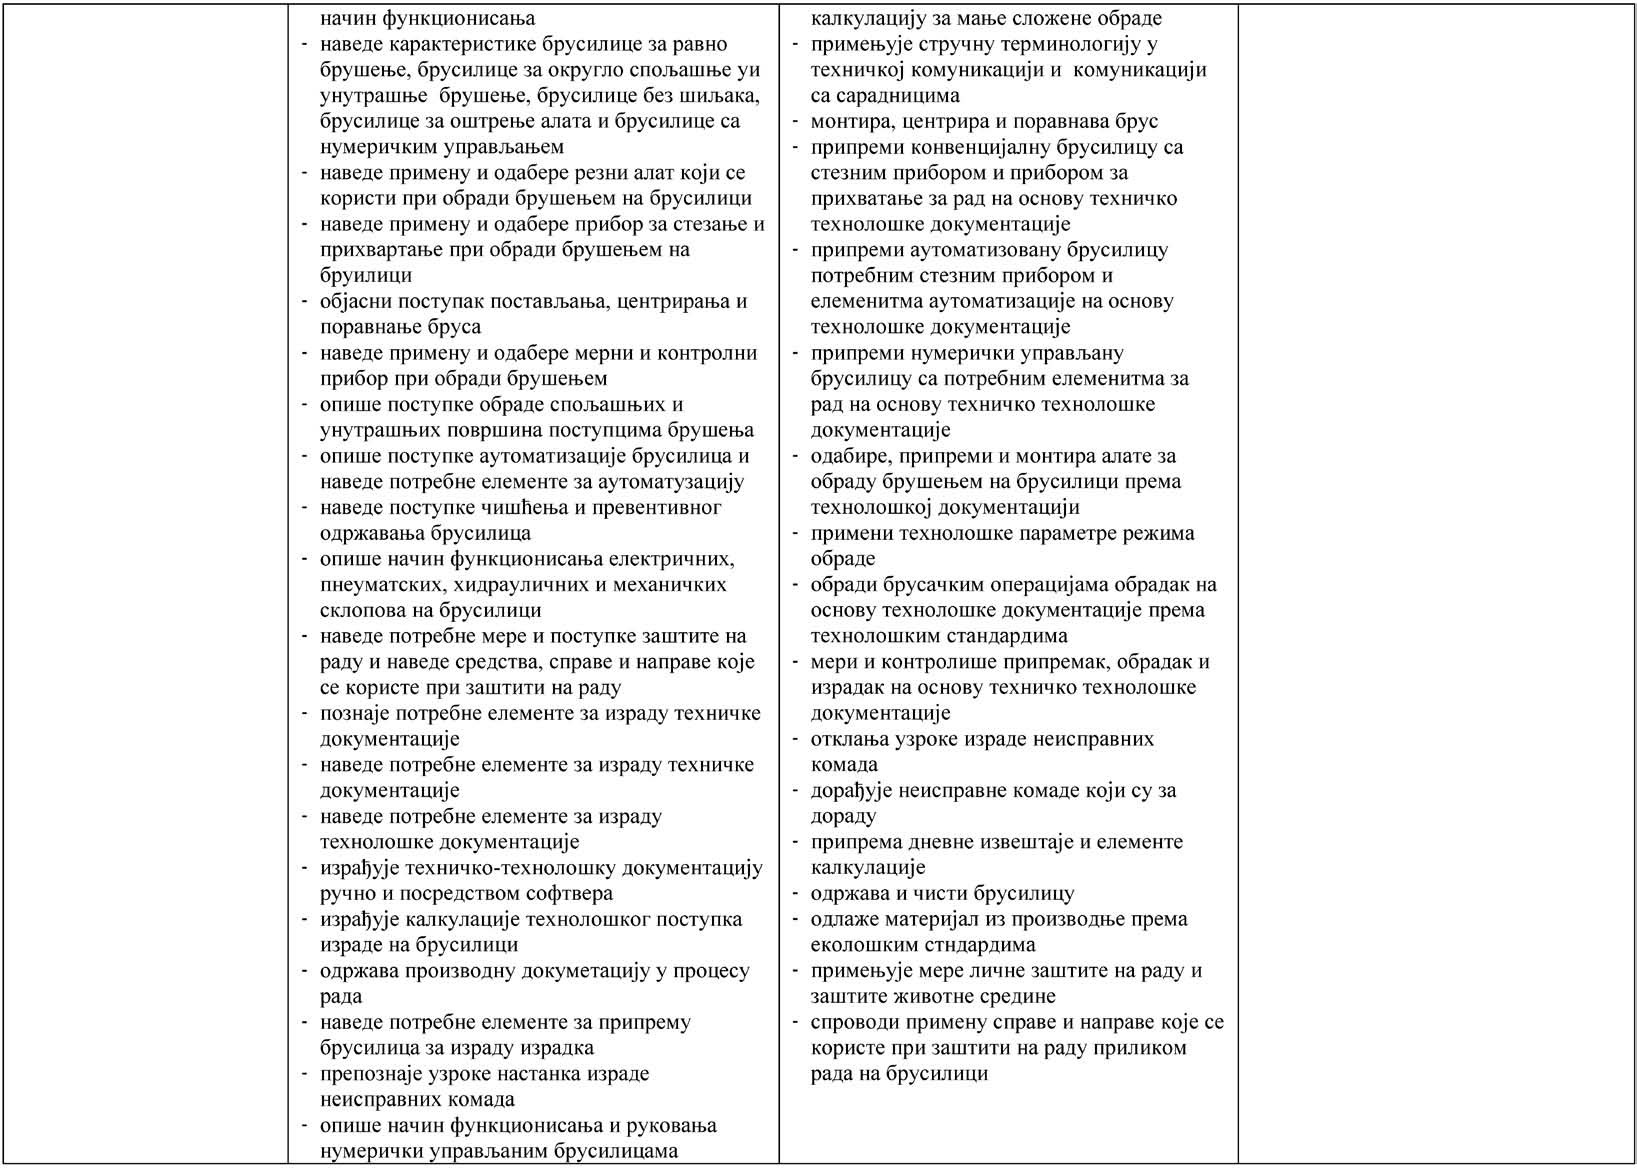 начин функционисања
- наведе карактеристике брусилице за равно
брушење, брусилице за округло спољашње уи
унутрашње брушење, брусилице без шиљака,
брусилице за оштрење алата и брусилице са
нумеричким управљањем
- наведе примену и одабере резни алат који се
користи при обради брушењем на брусилици
- наведе примену и одабере прибор за стезање и
прихвартање при обради брушењем на
бруилици
- објасни поступак постављања, центрирања и
поравнање бруса
- наведе примену и одабере мерни и контролни
прибор при обради брушењем
- опише поступке обраде спољашњих и
унутрашњих површина поступцима брушења
- опише поступке аутоматизације брусилица и
наведе потребне елементе за аутоматузацију
- наведе поступке чишћења и превентивног
одржавања брусилица
- опише начин функционисања електричних,
пнеуматских, хидрауличних и механичких
склопова на брусилици
- наведе потребне мере и поступке заштите на
раду и наведе средства, справе и направе које
се користе при заштити на раду
- познаје потребне елементе за израду техничке
документације
- наведе потребне елементе за израду техничке
документације
- наведе потребне елементе за израду
технолошке документације
- израђује техничко-технолошку документацију
ручно и посредством софтвера
- израђује калкулације технолошког поступка
израде на брусилици
- одржава производну докуметацију у процесу
рада
- наведе потребне елементе за припрему
брусилица за израду израдка
- препознаје узроке настанка израде
неисправних комада
- опише начин функционисања и руковања
нумерички управљаним брусилицама
калкулацију за мање сложене обраде
- примењује стручну терминологију у
техничкој комуникацији и комуникацији
са сарадницима
- монтира, центрира и поравнава брус
- припреми конвенцијалну брусилицу са
стезним прибором и прибором за
прихватање за рад на основу техничко
технолошке документације
- припреми аутоматизовану брусилицу
потребним стезним прибором и
елеменитма аутоматизације на основу
технолошке документације
- припреми нумерички управљану
брусилицу са потребним елеменитма за
рад на основу техничко технолошке
документације
- одабире, припреми и монтира алате за
обраду брушењем на брусилици према
технолошкој документацији
- примени технолошке параметре режима
обраде
- обради брусачким операцијама обрадак на
основу технолошке документације према
технолошким стандардима
- мери и контролише припремак, обрадак и
израдак на основу техничко технолошке
документације
- отклања узроке израде неисправних
комада
- дорађује неисправне комаде који су за
дораду
- припрема дневне извештаје и елементе
калкулације
- одржава и чисти брусилицу
- одлаже материјал из производње према
еколошким стндардима
- примењује мере личне заштите на раду и
заштите животне средине
- спроводи примену справе и направе које се
користе при заштити на раду приликом
рада на брусилици